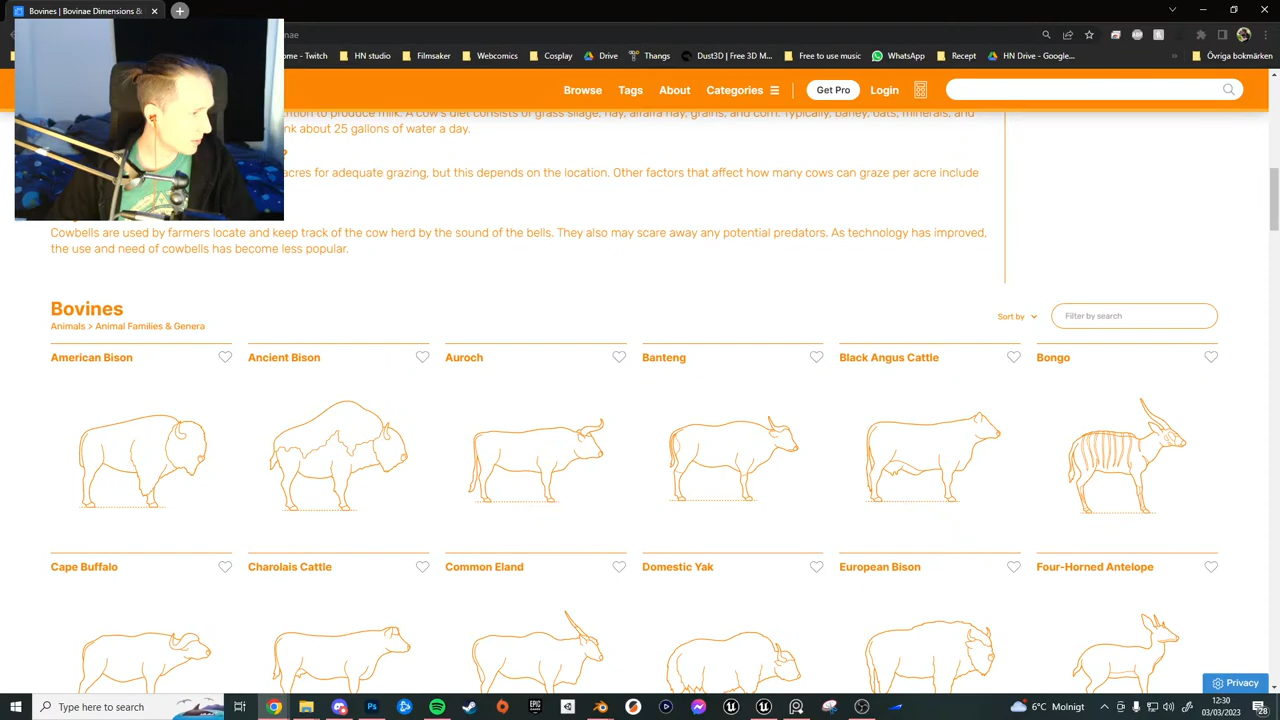 Bovines | Bovinae Dimensions &
nae
ome - Twitch HN studio Filmsaker Webcomics Cosplay Drive Thangs Dust3D | Free 3D M... Free to use music WhatsApp Recept HN Drive - Google... Övriga bokmärken
Browse Tags About Categories Get Pro Login
ention to produce milk. A cow's diet consists of grass silage, hay, alfalfa hay, grains, and corn. Typically, barley, oats, minerals, and
nk about 25 gallons of water a day.
?
acres for adequate grazing, but this depends on the location. Other factors that affect how many cows can graze per acre include
Cowbells are used by farmers locate and keep track of the cow herd by the sound of the bells. They also may scare away any potential predators. As technology has improved,
the use and need of cowbells has become less popular.
Bovines
Animals > Animal Families & Genera
Sort by Filter by search
American Bison Ancient Bison Auroch Banteng Black Angus Cattle Bongo
Cape Buffalo Charolais Cattle Common Eland Domestic Yak European Bison Four-Horned Antelope
Privacy
Type here to search
6°C Molnigt
12:30
03/03/2023
28